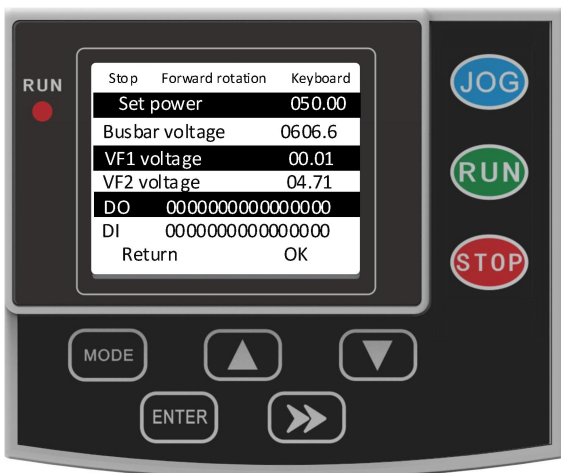 RUN
Stop Forward rotation Keyboard
Set power 050.00
Busbar voltage 0606.6
VF1 voltage 00.01
VF2 voltage 04.71
DO 0000000000000000
DI 0000000000000000
Return OK
JOG
RUN
STOP
MODE
ENTER